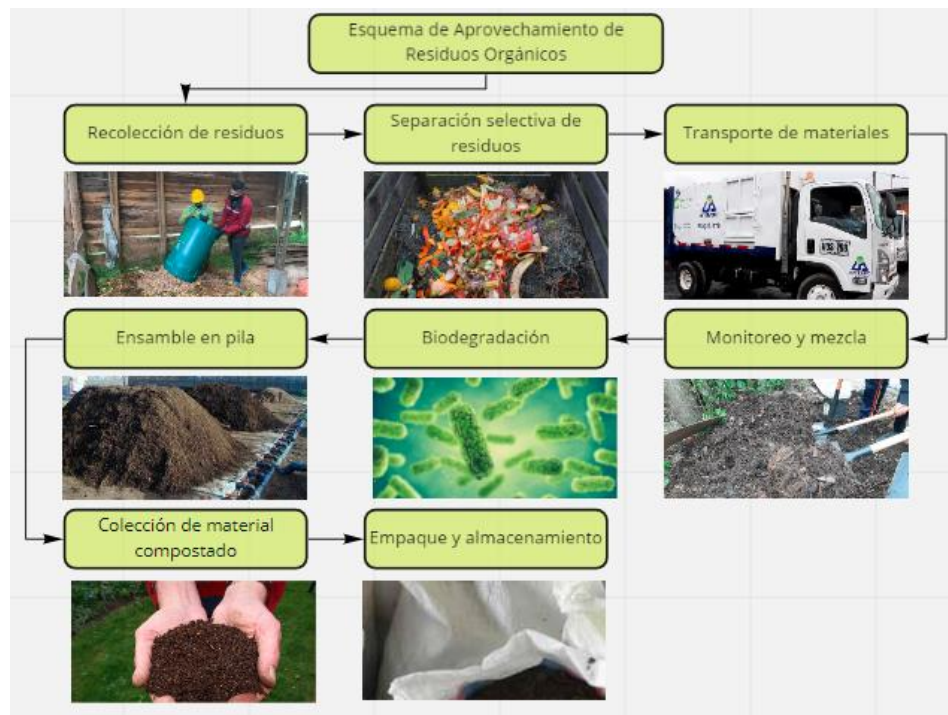 Esquema de Aprovechamiento de
Residuos Orgánicos
Recolección de residuos
Separación selectiva de
residuos
Transporte de materiales
Ensamble en pila
Biodegradación
Monitoreo y mezcla
Colección de material
compostado
Empaque y almacenamiento